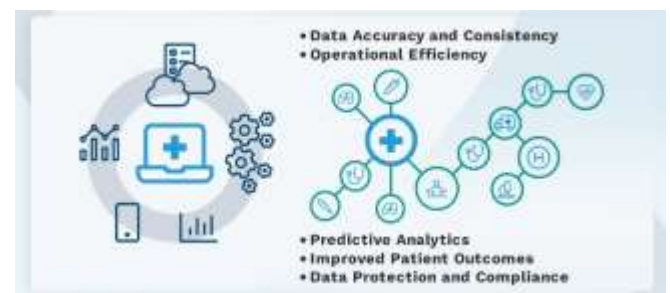 • Data Accuracy and Consistency
• Operational Efficiency
H
• Predictive Analytics
• Improved Patient Outcomes
• Data Protection and Compliance